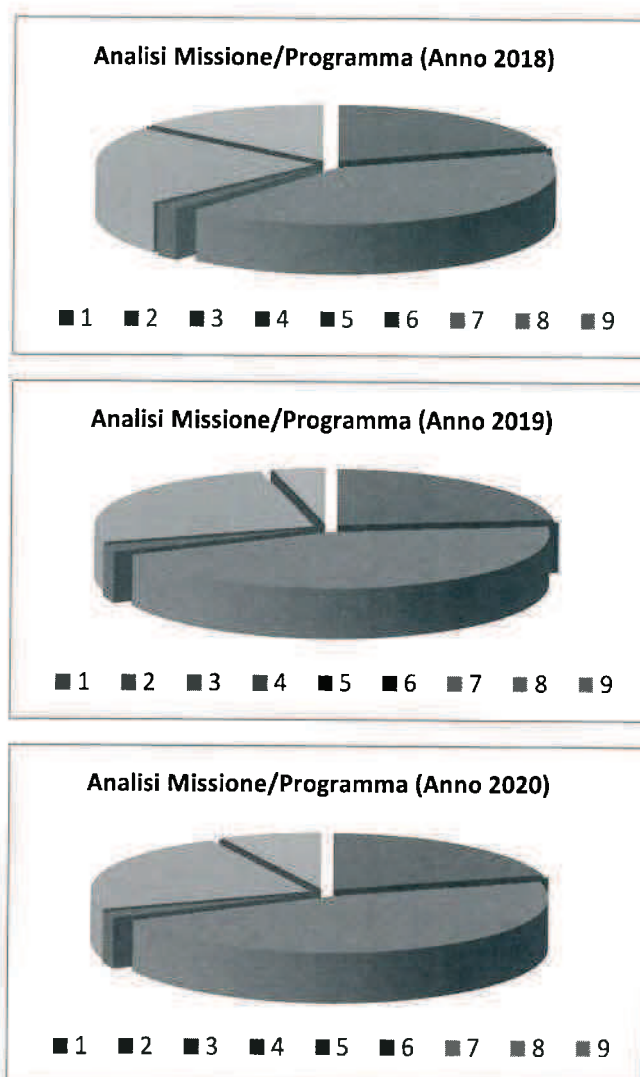 Analisi Missione/Programma (Anno 2018)
1 2 3 4 5 6 7 8 9
Analisi Missione/Programma (Anno 2019)
1 2 3 4 5 6 7 8 9
Analisi Missione/Programma (Anno 2020)
1 2 3 4 5 6 7 8 9